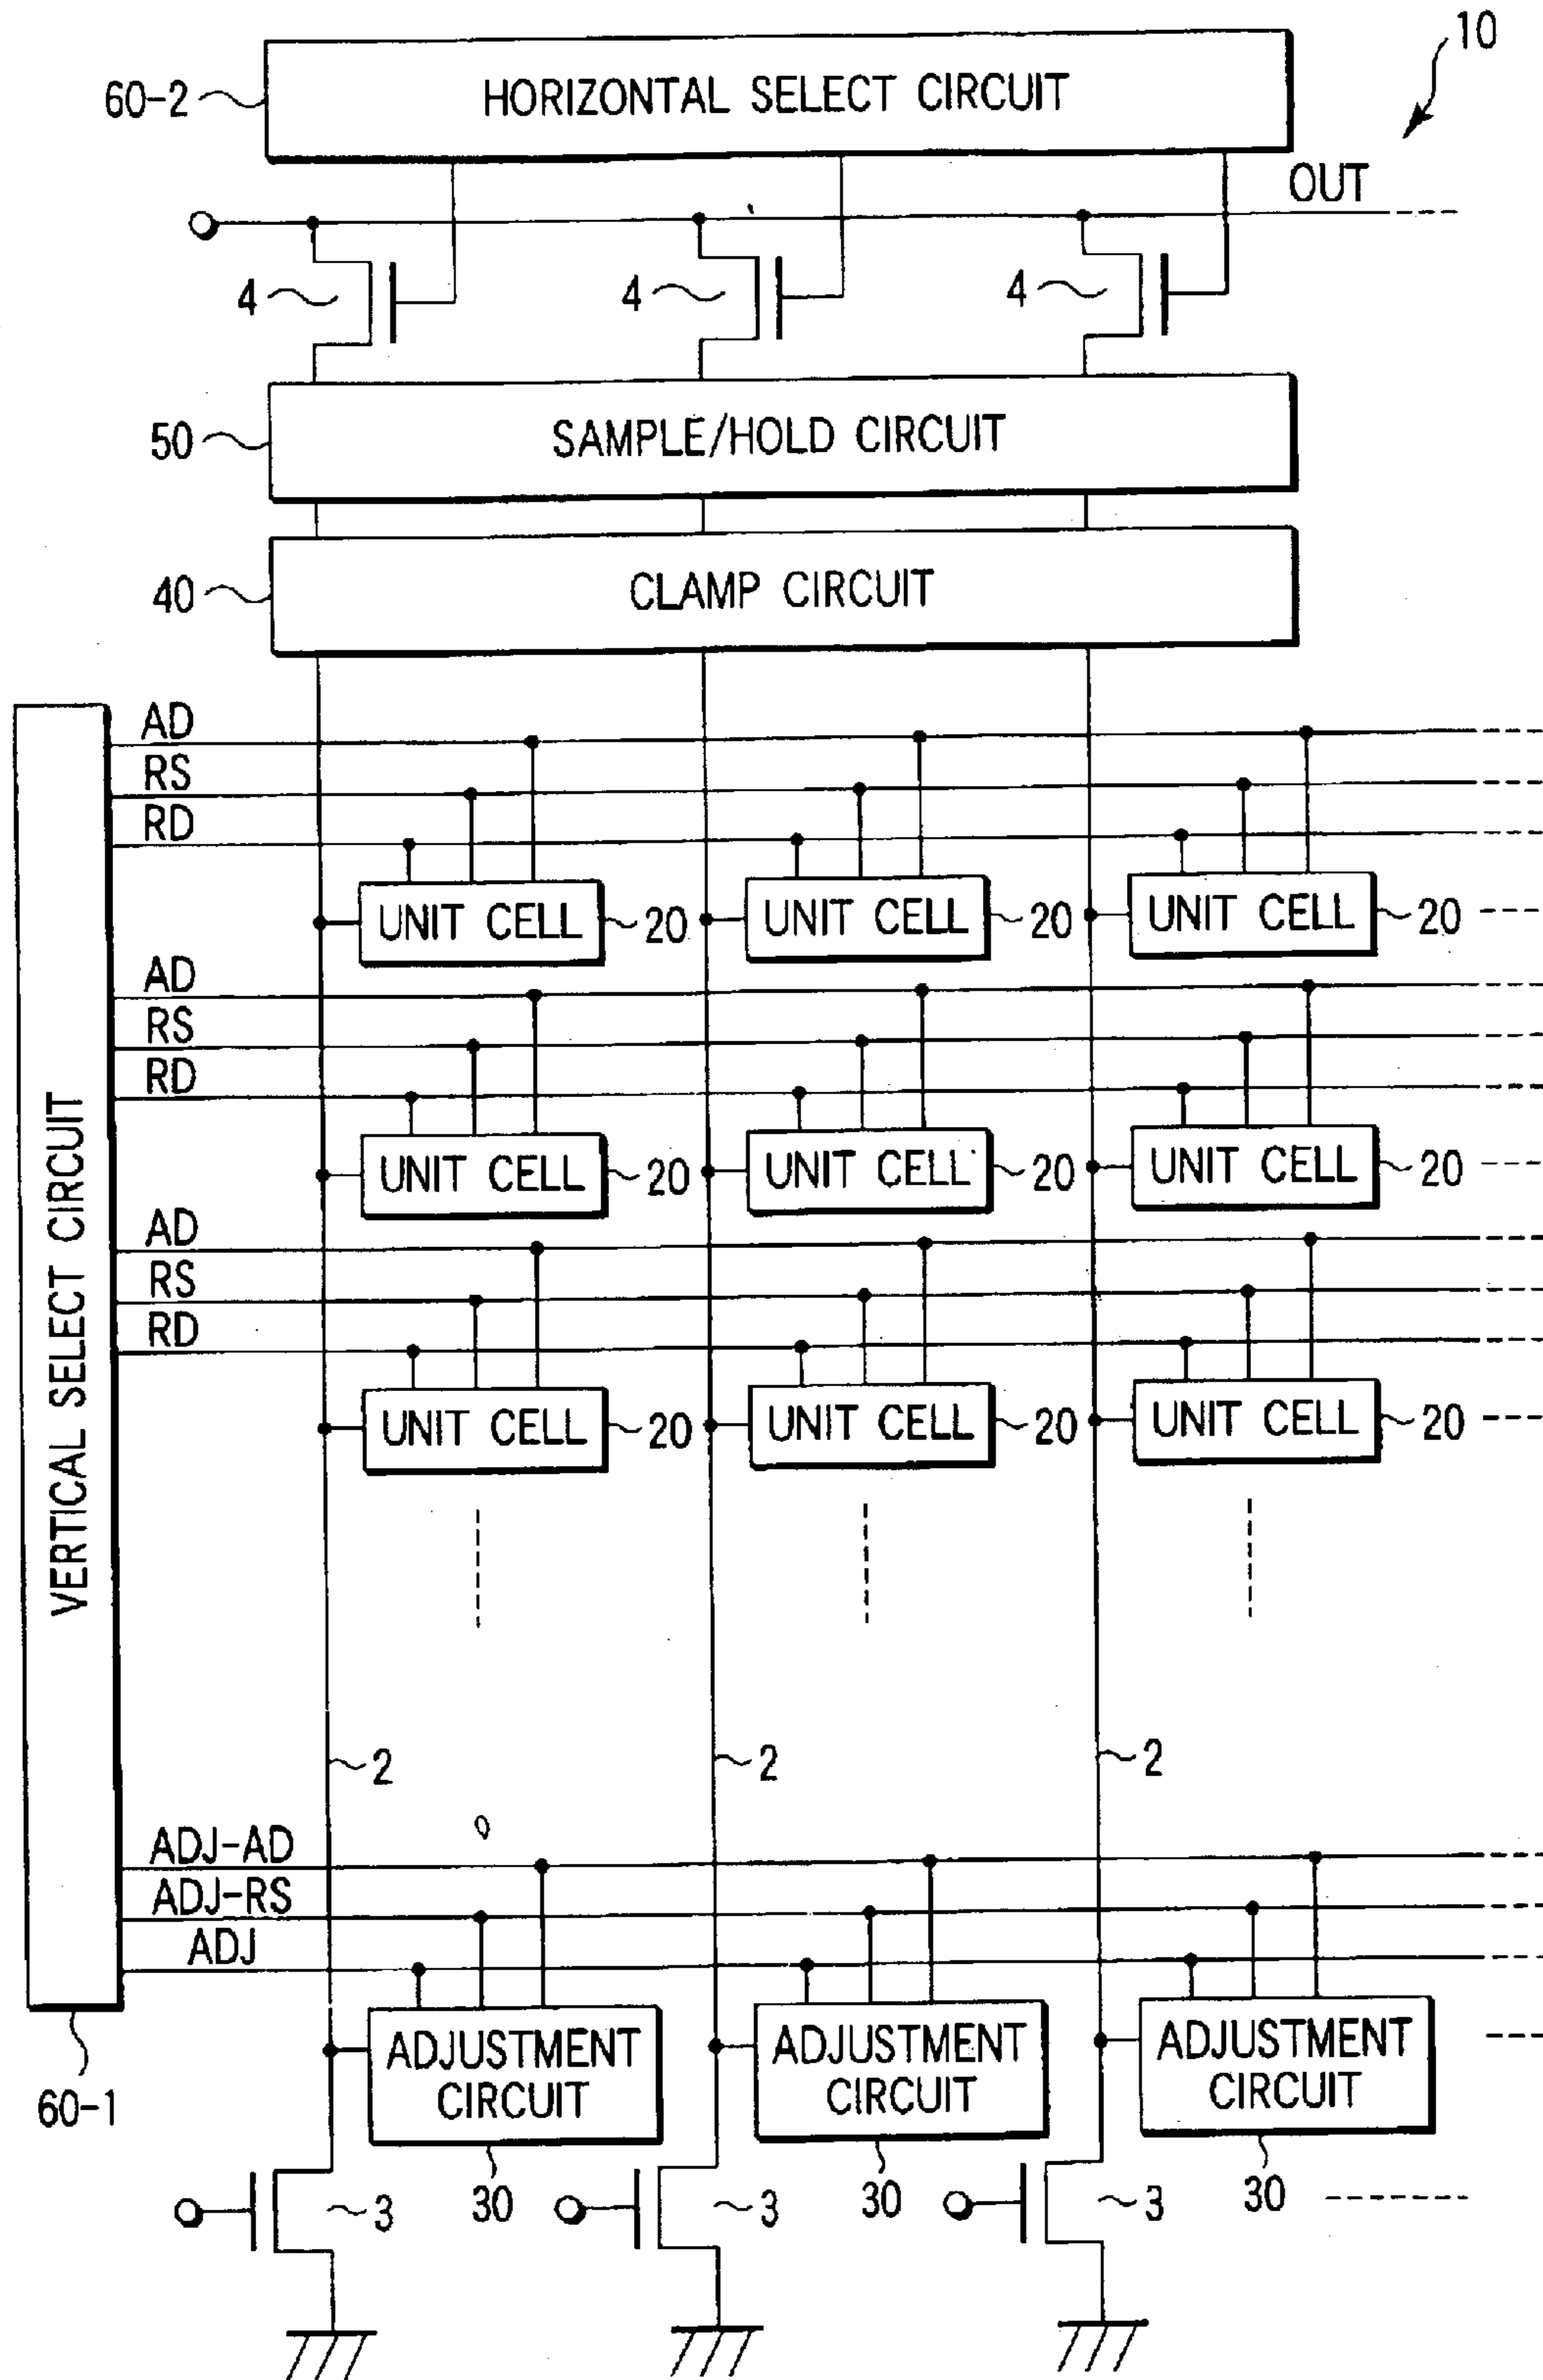 10
60-2 HORIZONTAL SELECT CIRCUIT
OUT
4 4 4
50 SAMPLE/HOLD CIRCUIT
40 CLAMP CIRCUIT
VERTICAL SELECT CIRCUIT
AD
RS
RD
UNIT CELL 20 UNIT CELL 20 UNIT CELL 20
AD
RS
RD
UNIT CELL 20 UNIT CELL 20 UNIT CELL 20
AD
RS
RD
UNIT CELL 20 UNIT CELL 20 UNIT CELL 20
2 2 2
ADJ-AD
ADJ-RS
ADJ
ADJUSTMENT CIRCUIT ADJUSTMENT CIRCUIT ADJUSTMENT CIRCUIT
60-1
30 30 30
3 3 3